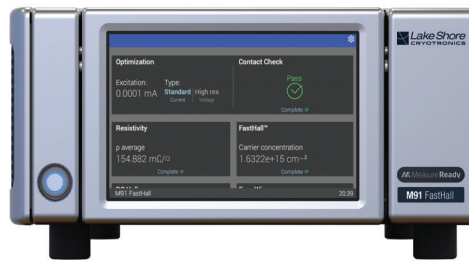 Lake Shore
CRYOTRONICS
Optimization
Contact Check
Excitation:
Type:
0.0001 mA
Standard | High res
Current | Voltage
Pass
Complete
Resistivity
FastHall™
ρ average
Carrier concentration
154.882 mΩ/□
1.6322e+15 cm⁻²
Complete
Complete
M91 FastHall
20:39
MeasureReady
M91 FastHall